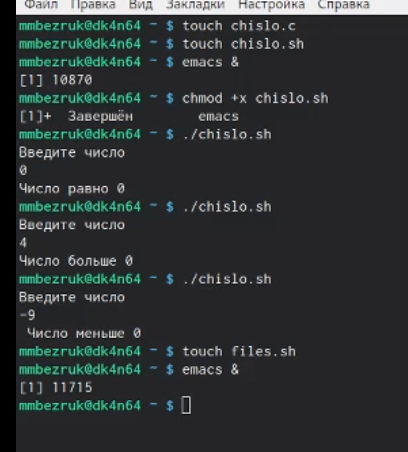 Файл Правка Вид Закладки Настройка Справка
mmbezruk@dk4n64 ~ $ touch chislo.c
mmbezruk@dk4n64 ~ $ touch chislo.sh
mmbezruk@dk4n64 ~ $ emacs &
[1] 10870
mmbezruk@dk4n64 ~ $ chmod +x chislo.sh
[1]+  Завершён        emacs
mmbezruk@dk4n64 ~ $ ./chislo.sh
Введите число
0
Число равно 0
mmbezruk@dk4n64 ~ $ ./chislo.sh
Введите число
4
Число больше 0
mmbezruk@dk4n64 ~ $ ./chislo.sh
Введите число
-9
 Число меньше 0
mmbezruk@dk4n64 ~ $ touch files.sh
mmbezruk@dk4n64 ~ $ emacs &
[1] 11715
mmbezruk@dk4n64 ~ $